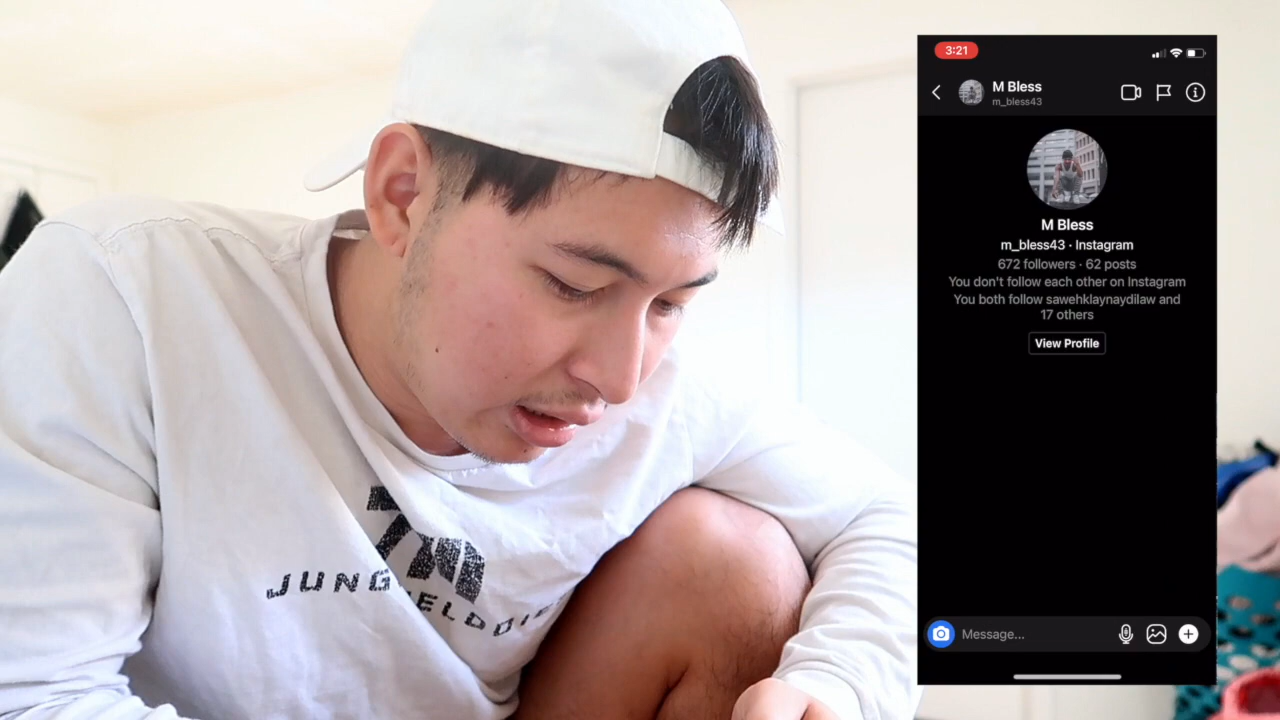 3:21
M Bless
m_bless43
M Bless
m_bless43 · Instagram
672 followers · 62 posts
You don't follow each other on Instagram
You both follow sawehklaynaydilaw and
17 others
View Profile
Message...